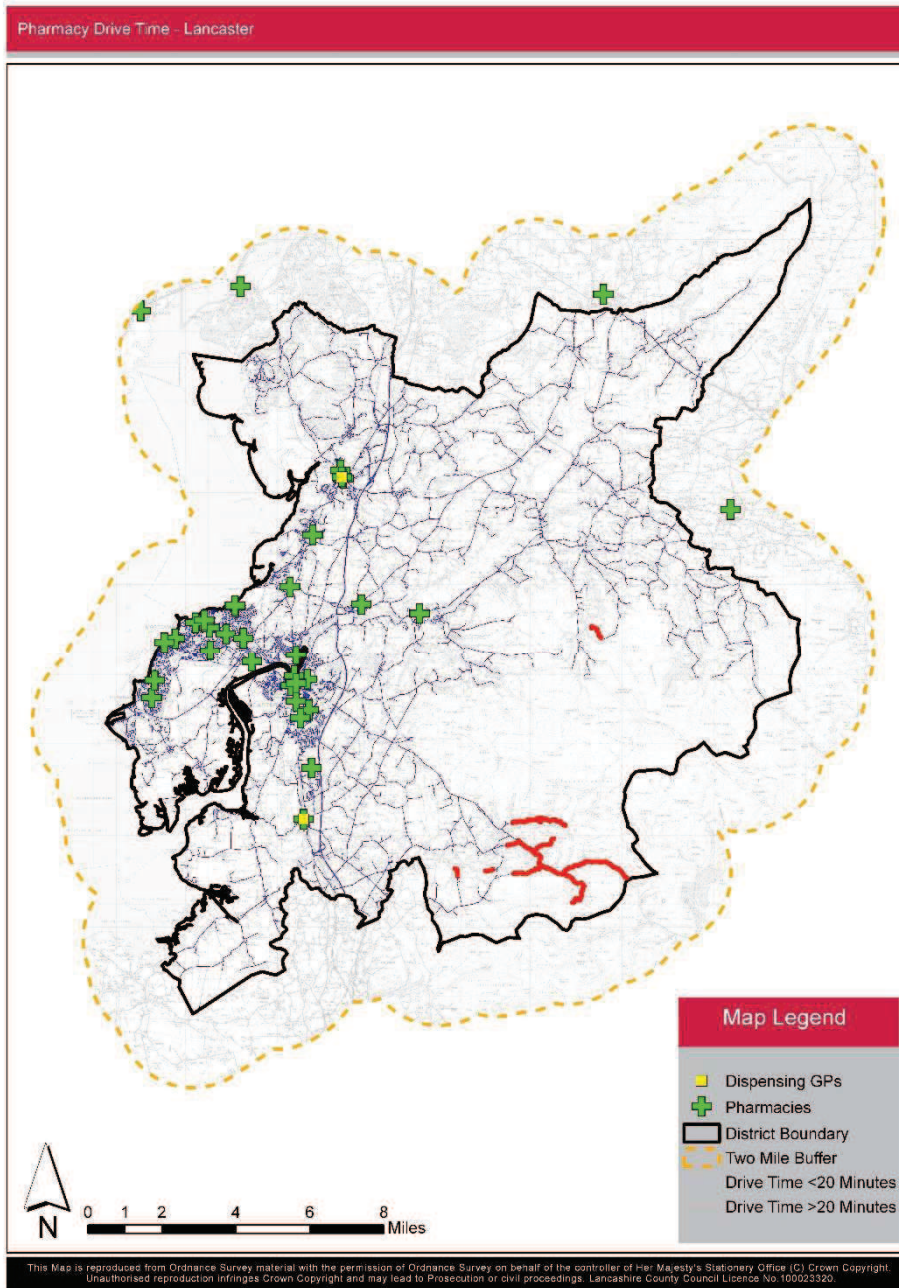 Pharmacy Drive Time - Lancaster
Map Legend
Dispensing GPs
Pharmacies
District Boundary
Two Mile Buffer
Drive Time <20 Minutes
Drive Time >20 Minutes
N
0 1 2 4 6 8
Miles
This Map is reproduced from Ordnance Survey material with the permission of Ordnance Survey on behalf of the controller of Her Majesty's Stationery Office (C) Crown Copyright.
Unauthorised reproduction infringes Crown Copyright and may lead to Prosecution or civil proceedings. Lancashire County Council Licence No.100023320.